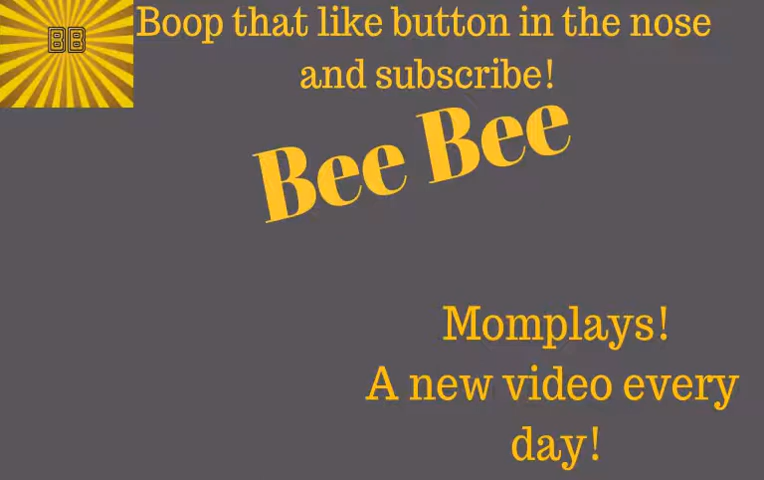 BB
Boop that like button in the nose
and subscribe!
Bee Bee
Momplays!
A new video every
day!